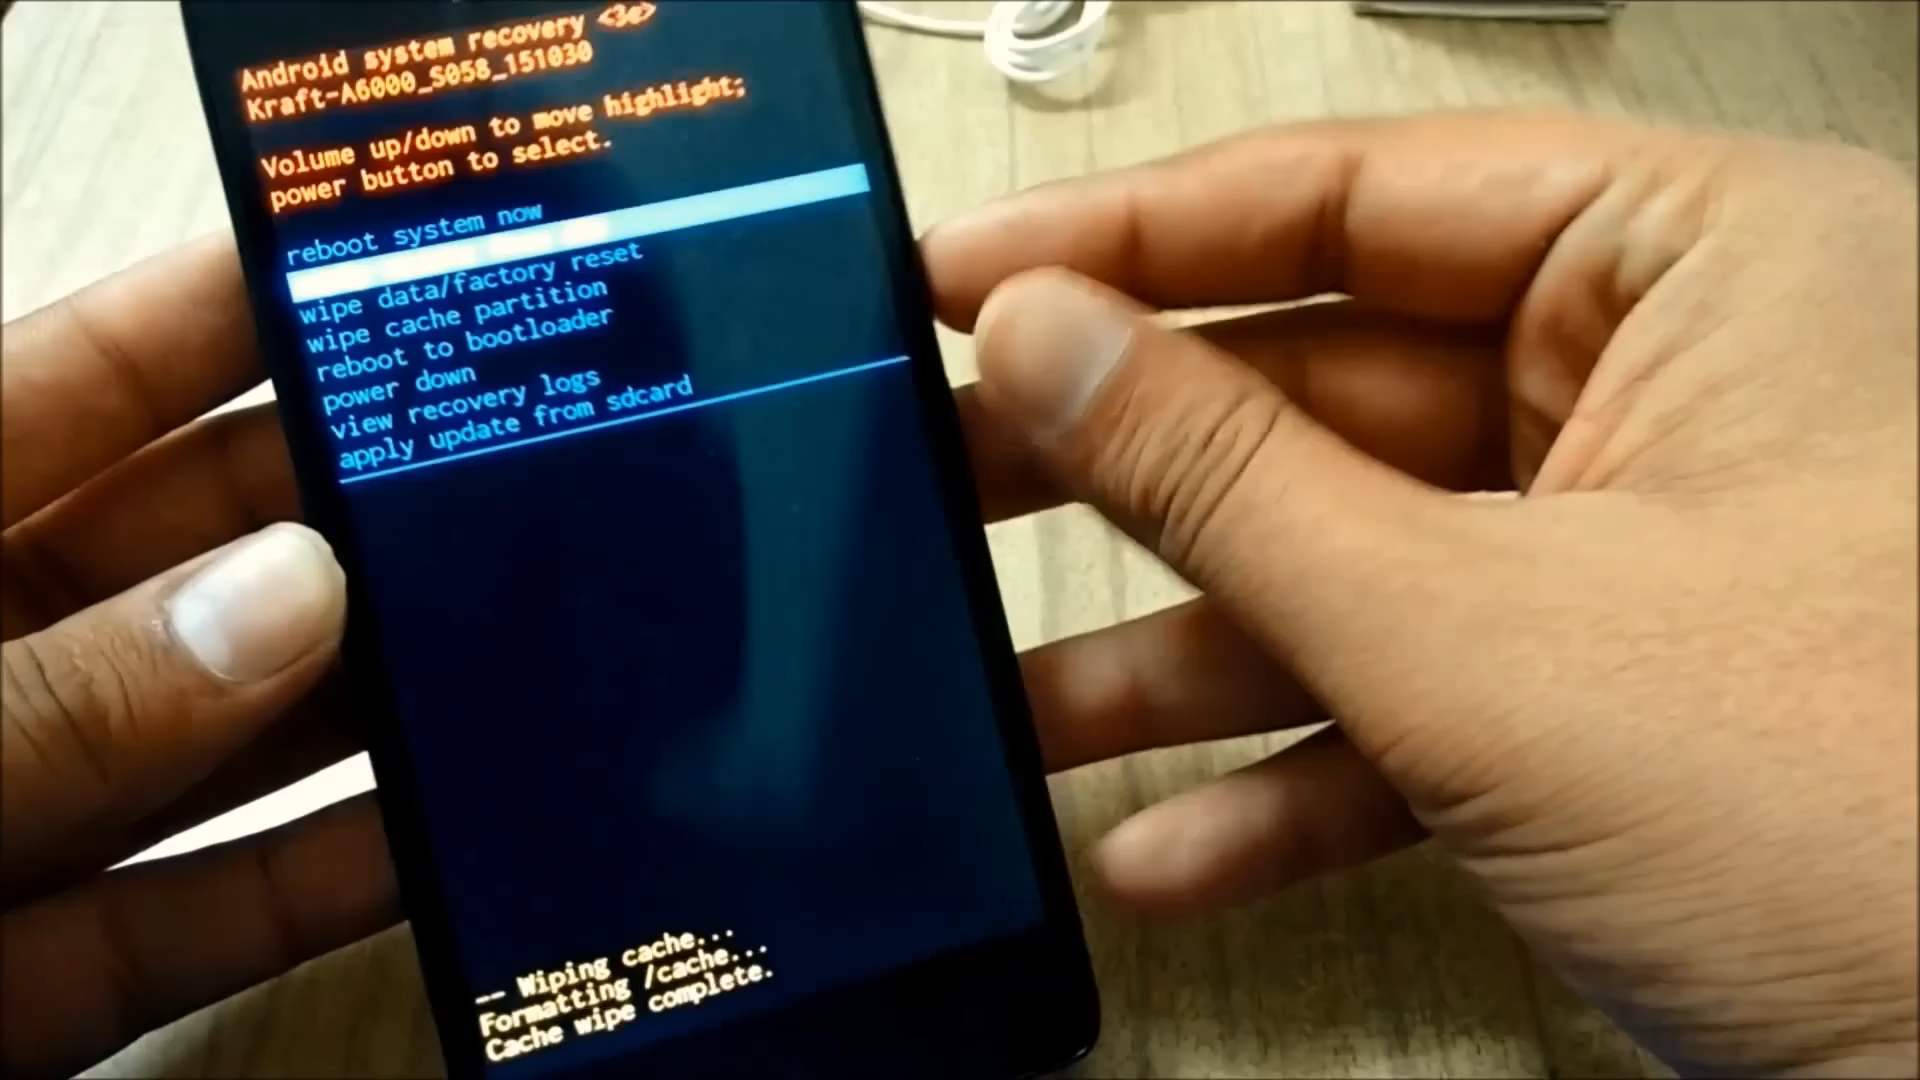 Android system recovery <3e>
Kraft-A6000_S058_151030
Volume up/down to move highlight;
power button to select.
reboot system now
wipe data/factory reset
wipe cache partition
reboot to bootloader
power down
view recovery logs
apply update from sdcard
-- Wiping cache...
Formatting /cache...
Cache wipe complete.